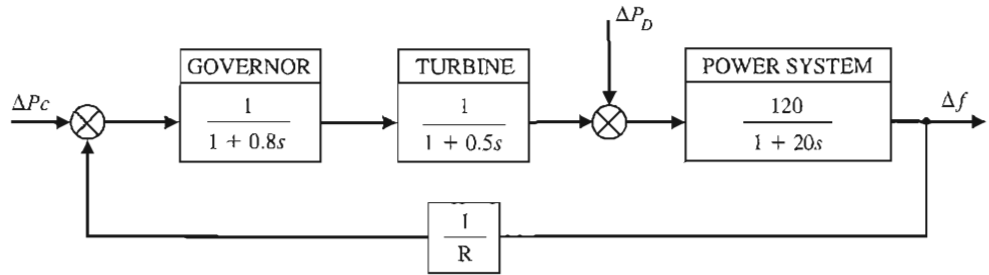 ΔP_D
GOVERNOR
TURBINE
POWER SYSTEM
ΔPc
1
1 + 0.8s
1
1 + 0.5s
120
1 + 20s
Δf
1
R